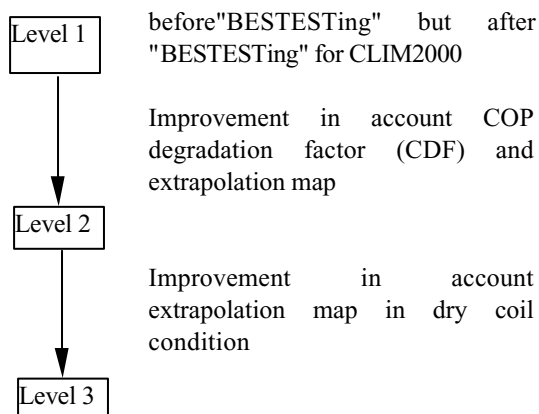 Level 1
before"BESTESTing" but after
"BESTESTing" for CLIM2000
Improvement in account COP
degradation factor (CDF) and
extrapolation map
Level 2
Improvement in account
extrapolation map in dry coil
condition
Level 3